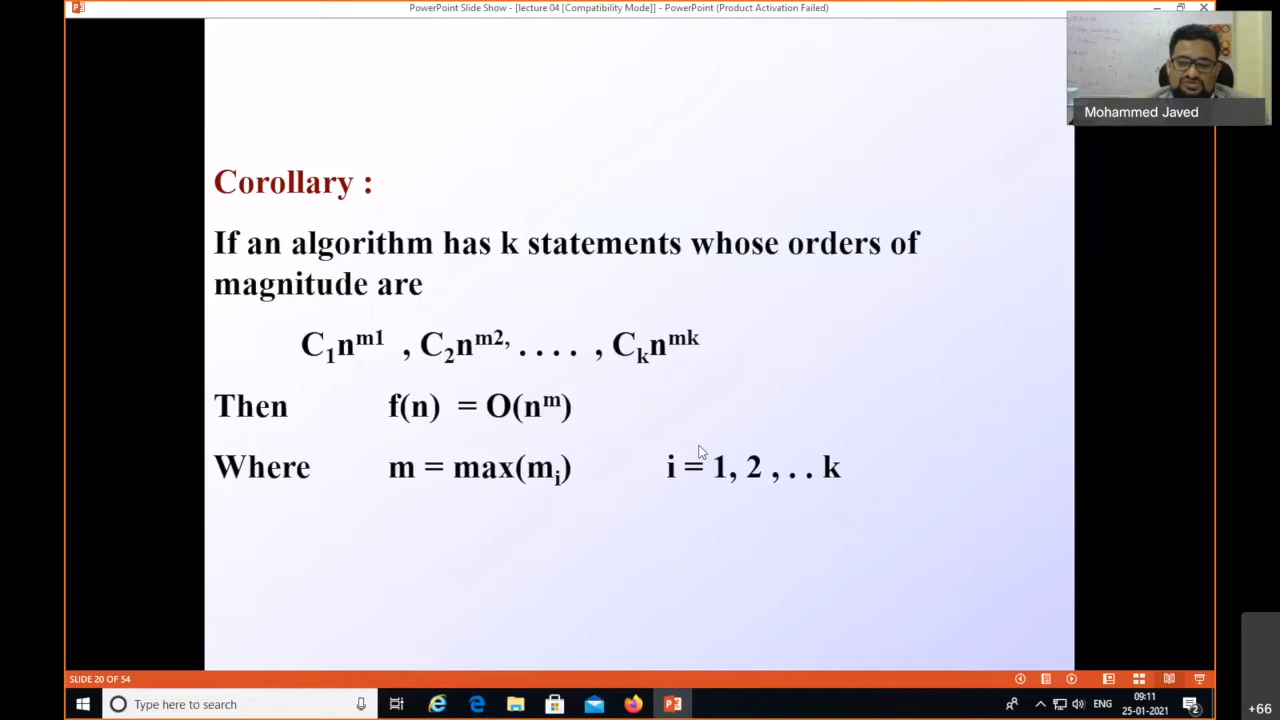 PowerPoint Slide Show - [lecture 04 [Compatibility Mode]] - PowerPoint (Product Activation Failed)
Mohammed Javed
Corollary :
If an algorithm has k statements whose orders of
magnitude are
C₁nᵐ¹ , C₂nᵐ², . . . . , Cₖnᵐᵏ
Then f(n) = O(nᵐ)
Where m = max(mᵢ) i = 1, 2 , . . k
SLIDE 20 OF 54
Type here to search
ENG
09:11
25-01-2021
2
+66